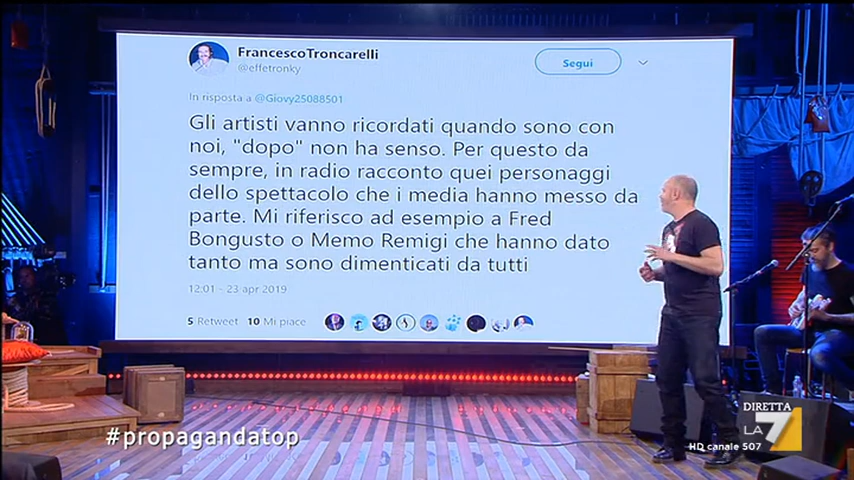 FrancescoTroncarelli
@effetronky
Segui
In risposta a @Giovy25088501
Gli artisti vanno ricordati quando sono con
noi, "dopo" non ha senso. Per questo da
sempre, in radio racconto quei personaggi
dello spettacolo che i media hanno messo da
parte. Mi riferisco ad esempio a Fred
Bongusto o Memo Remigi che hanno dato
tanto ma sono dimenticati da tutti
12:01 - 23 apr 2019
5 Retweet 10 Mi piace
#propagandatop
DIRETTA
LA 7
HD canale 507